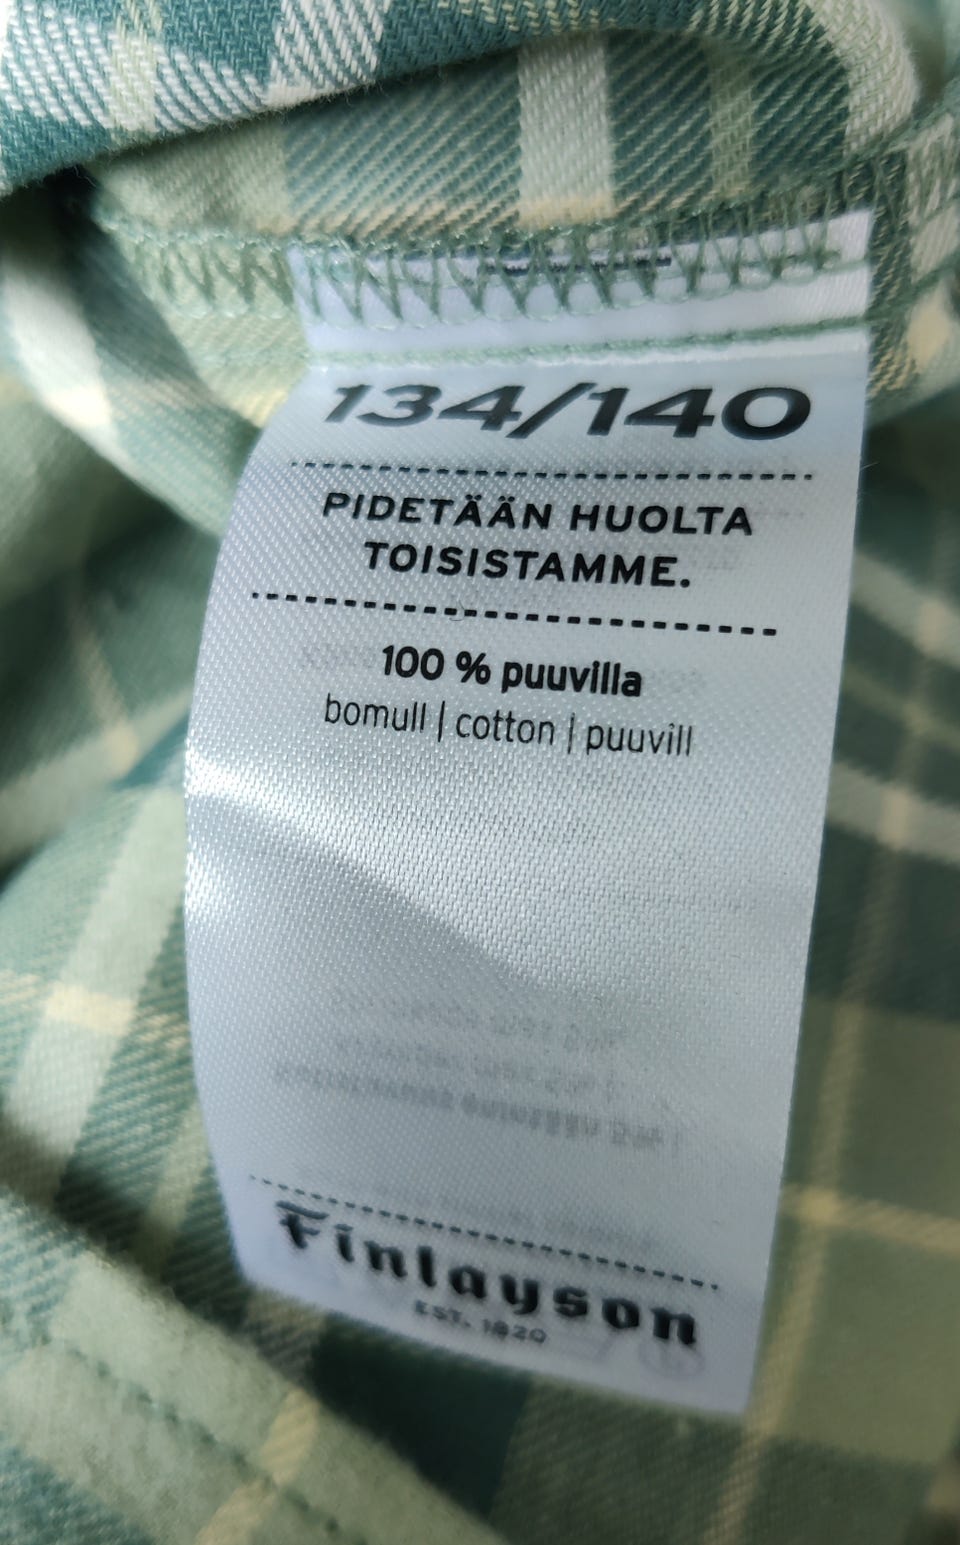 134/140
PIDETÄÄN HUOLTA
TOISISTAMME.
100 % puuvilla
bomull | cotton | puuvill
Finlayson
EST. 1820